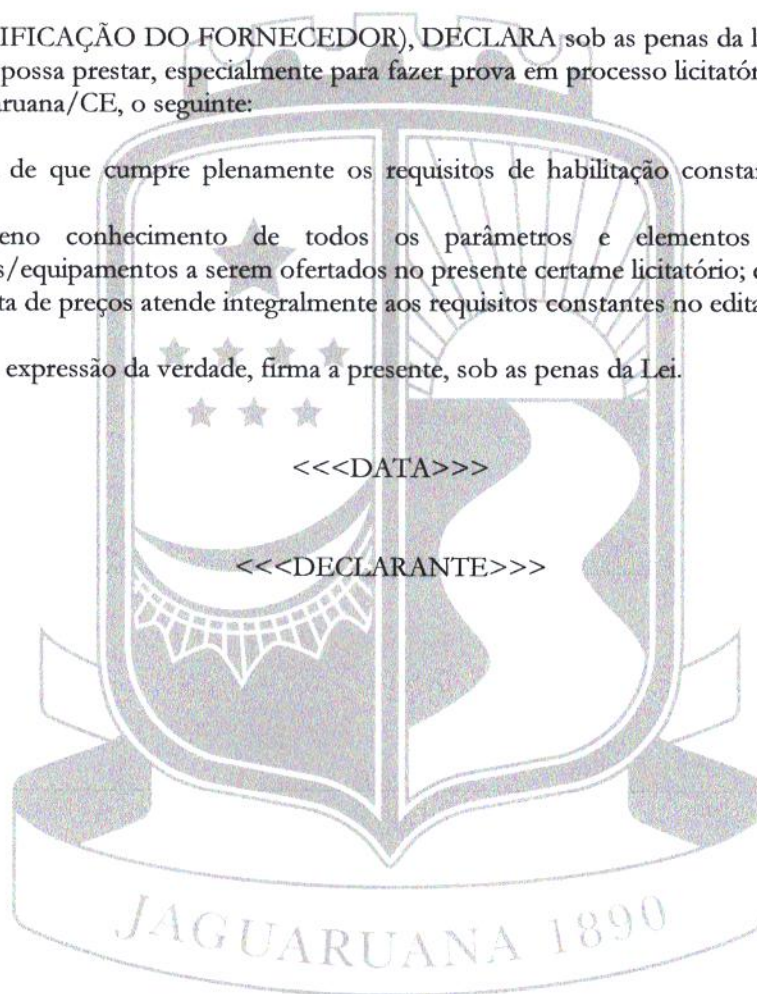 IFICAÇÃO DO FORNECEDOR), DECLARA sob as penas da l
possa prestar, especialmente para fazer prova em processo licitatór
aruana/CE, o seguinte:
de que cumpre plenamente os requisitos de habilitação consta
eno conhecimento de todos os parâmetros e elementos
s/equipamentos a serem ofertados no presente certame licitatório; e
ta de preços atende integralmente aos requisitos constantes no edita
expressão da verdade, firma a presente, sob as penas da Lei.
<<<DATA>>>
<<<DECLARANTE>>>
JAGUARUANA 1890